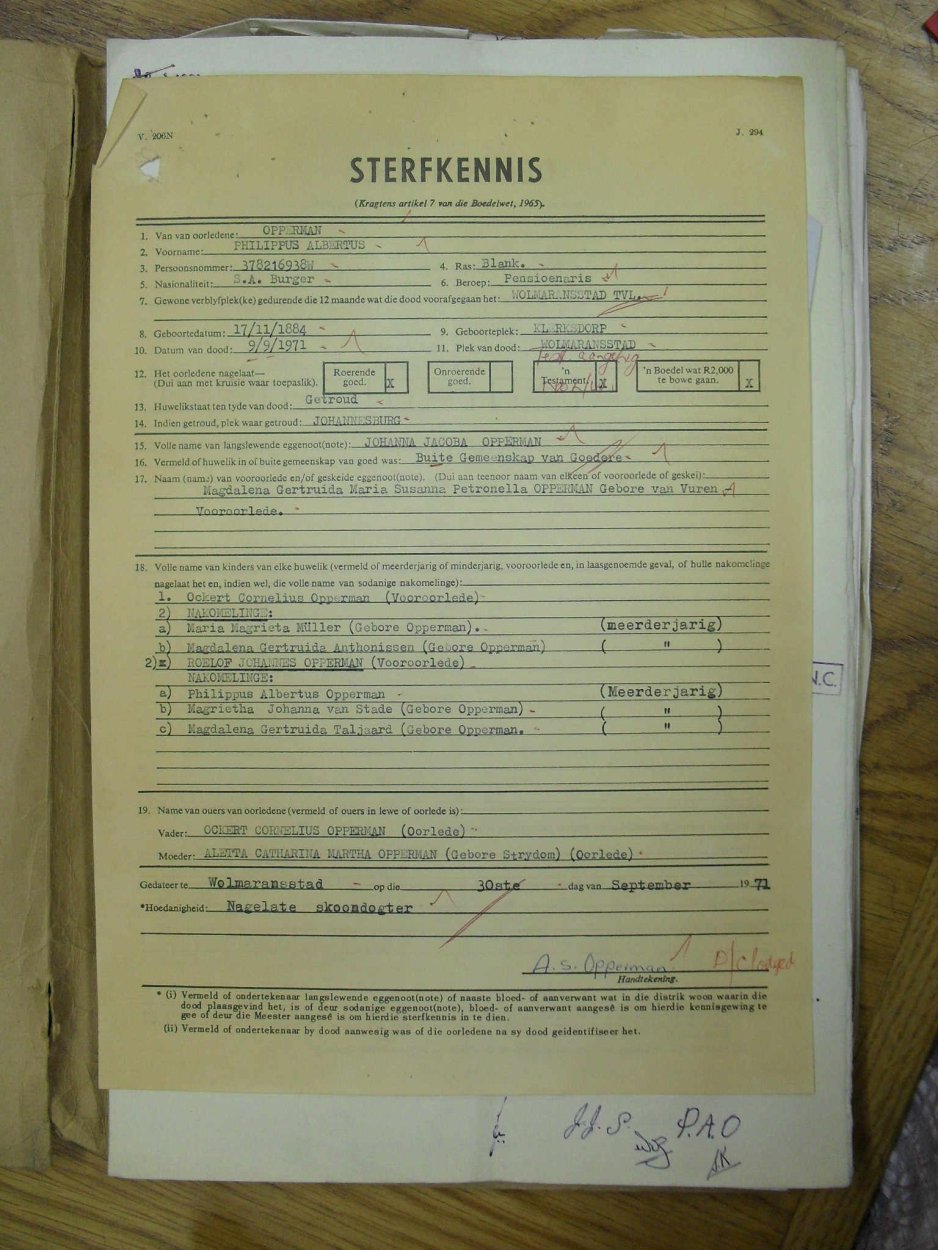 V. 206N
J. 294
STERFKENNIS
(Kragtens artikel 7 van die Boedelwet, 1965).
1. Van van oorledene: OPPERMAN
2. Voorname: PHILIPPUS ALBERTUS
3. Persoonsnommer: 378216938W 4. Ras: Blank.
5. Nasionaliteit: S.A. Burger 6. Beroep: Pensioenaris
7. Gewone verblyfplek(ke) gedurende die 12 maande wat die dood voorafgegaan het: WOLMARANSSTAD TVL.
8. Geboortedatum: 17/11/1884 9. Geboorteplek: KLERKSDORP
10. Datum van dood: 9/9/1971 11. Plek van dood: WOLMARANSSTAD
12. Het oorledene nagelaat—
(Dui aan met kruisie waar toepaslik).
Roerende goed. X
Onroerende goed.
'n Testament. X
'n Boedel wat R2,000 te bowe gaan. X
13. Huwelikstaat ten tyde van dood: Getroud
14. Indien getroud, plek waar getroud: JOHANNESBURG
15. Volle name van langslewende eggenoot(note): JOHANNA JACOBA OPPERMAN
16. Vermeld of huwelik in of buite gemeenskap van goed was: Buite Gemeenskap van Goedere
17. Naam (name) van vooroorlede en/of geskeide eggenoot(note). (Dui aan teenoor naam van elkeen of vooroorlede of geskei):
Magdalena Gertruida Maria Susanna Petronella OPPERMAN Gebore van Vuren
Vooroorlede.
18. Volle name van kinders van elke huwelik (vermeld of meerderjarig of minderjarig, vooroorlede en, in laasgenoemde geval, of hulle nakomelinge
nagelaat het en, indien wel, die volle name van sodanige nakomelinge):
1. Ockert Cornelius Opperman (Vooroorlede)
2) NAKOMELINGE:
a) Maria Magrieta Müller (Gebore Opperman). (meerderjarig)
b) Magdalena Gertruida Anthonissen (Gebore Opperman) ( " )
2)x) ROELOF JOHANNES OPPERMAN (Vooroorlede)
NAKOMELINGE:
a) Philippus Albertus Opperman (Meerderjarig)
b) Magrietha Johanna van Stade (Gebore Opperman) ( " )
c) Magdalena Gertruida Taljaard (Gebore Opperman. ( " )
19. Name van ouers van oorledene (vermeld of ouers in lewe of oorlede is):
Vader: OCKERT CORNELIUS OPPERMAN (Oorlede)
Moeder: ALETTA CATHARINA MARTHA OPPERMAN (Gebore Strydom) (Oorlede)
Gedateer te Wolmaransstad op die 30ste dag van September 1971
*Hoedanigheid: Nagelate skoondogter
A. S. Opperman
D/C lodged
Handtekening.
* (i) Vermeld of ondertekenaar langslewende eggenoot(note) of naaste bloed- of aanverwant wat in die distrik woon waarin die
dood plaasgevind het, is of deur sodanige eggenoot(note), bloed- of aanverwant aangesê is om hierdie kennisgewing te
gee of deur die Meester aangesê is om hierdie sterfkennis in te dien.
(ii) Vermeld of ondertekenaar by dood aanwesig was of die oorledene na sy dood geïdentifiseer het.
N.C.
J.J.S. P.A.O